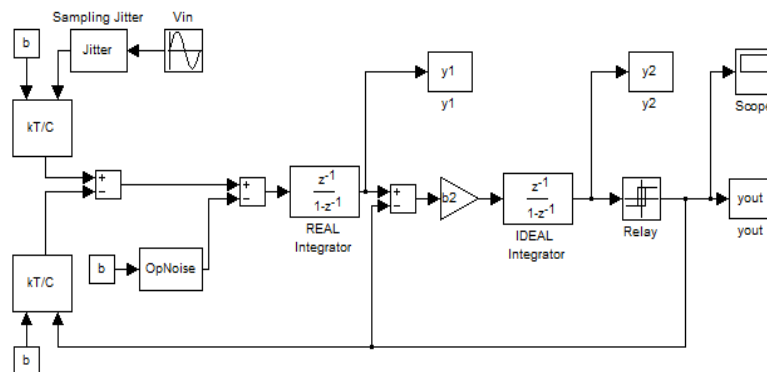 Sampling Jitter
Vin
b
Jitter
kT/C
y1
y1
y2
y2
Scope
+
−
+
−
z-1
1-z-1
REAL
Integrator
+
−
b2
z-1
1-z-1
IDEAL
Integrator
Relay
yout
yout
b
OpNoise
kT/C
b